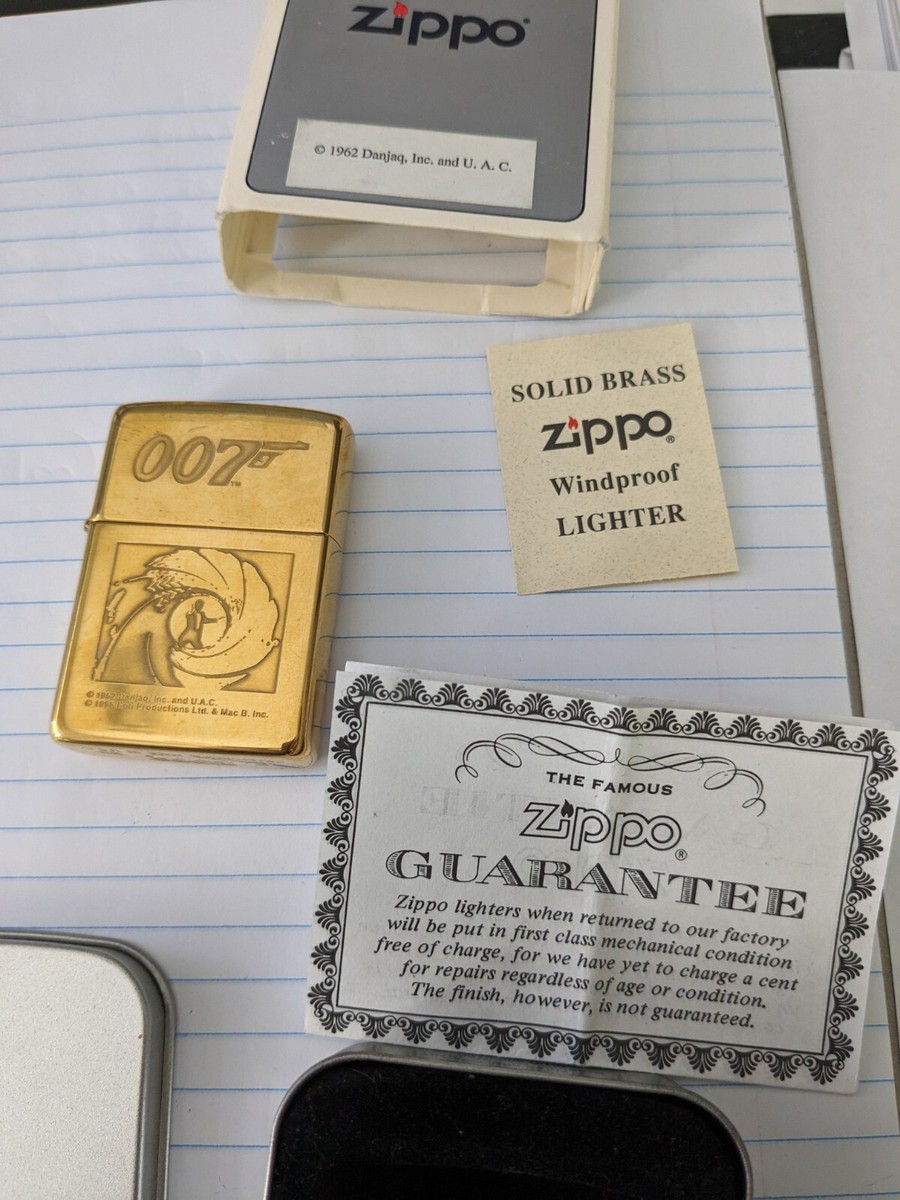 zippo
© 1962 Danjaq, Inc. and U. A. C.
SOLID BRASS
zippo®
Windproof
LIGHTER
007™
© 1962 Danjaq, Inc. and U.A.C.
Productions Ltd. & Mac B. Inc.
THE FAMOUS
Zippo®
GUARANTEE
Zippo lighters when returned to our factory
will be put in first class mechanical condition
free of charge, for we have yet to charge a cent
for repairs regardless of age or condition.
The finish, however, is not guaranteed.